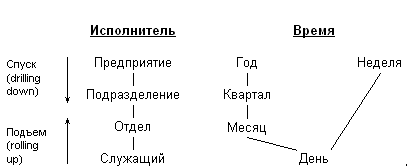 Исполнитель Время
Спуск (drilling down)
Предприятие Год Неделя
Подразделение Квартал
Подъем (rolling up)
Отдел Месяц
Служащий День